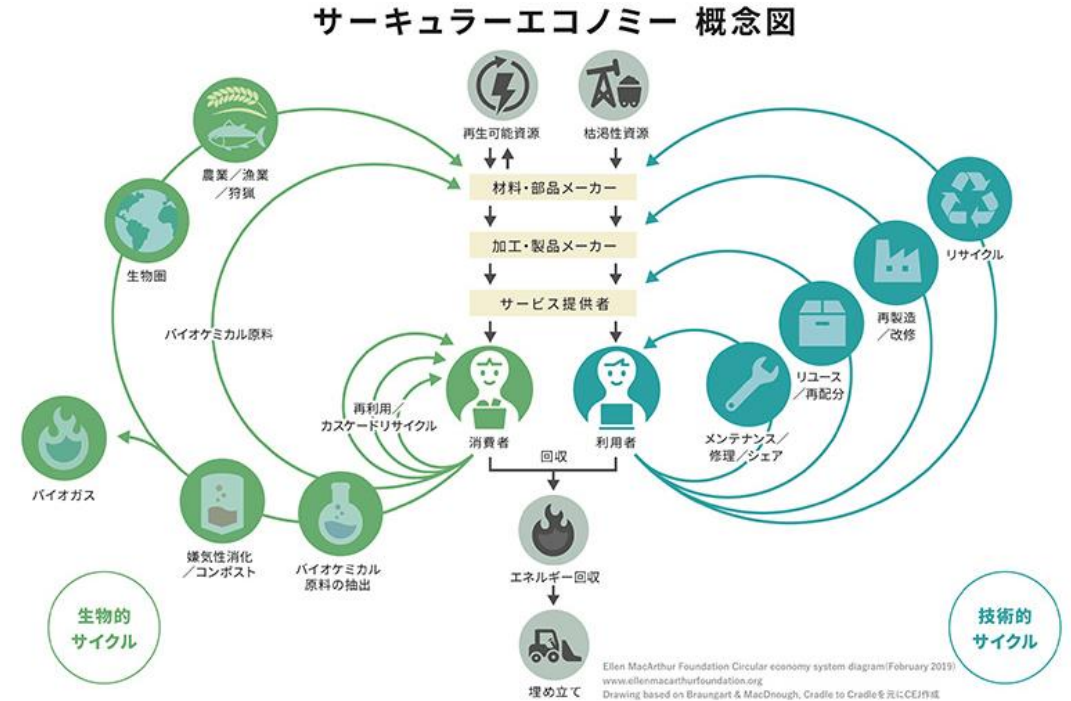 サーキュラーエコノミー 概念図
再生可能資源
枯渇性資源
農業／漁業
／狩猟
材料・部品メーカー
生物圏
加工・製品メーカー
リサイクル
サービス提供者
再製造
／改修
バイオケミカル原料
リユース
／再配分
再利用／
カスケードリサイクル
消費者
利用者
メンテナンス／
修理／シェア
回収
バイオガス
嫌気性消化
／コンポスト
バイオケミカル
原料の抽出
エネルギー回収
生物的
サイクル
技術的
サイクル
埋め立て
Ellen MacArthur Foundation Circular economy system diagram(February 2019)
www.ellenmacarthurfoundation.org
Drawing based on Braungart & MacDnough, Cradle to Cradleを元にCEJ作成